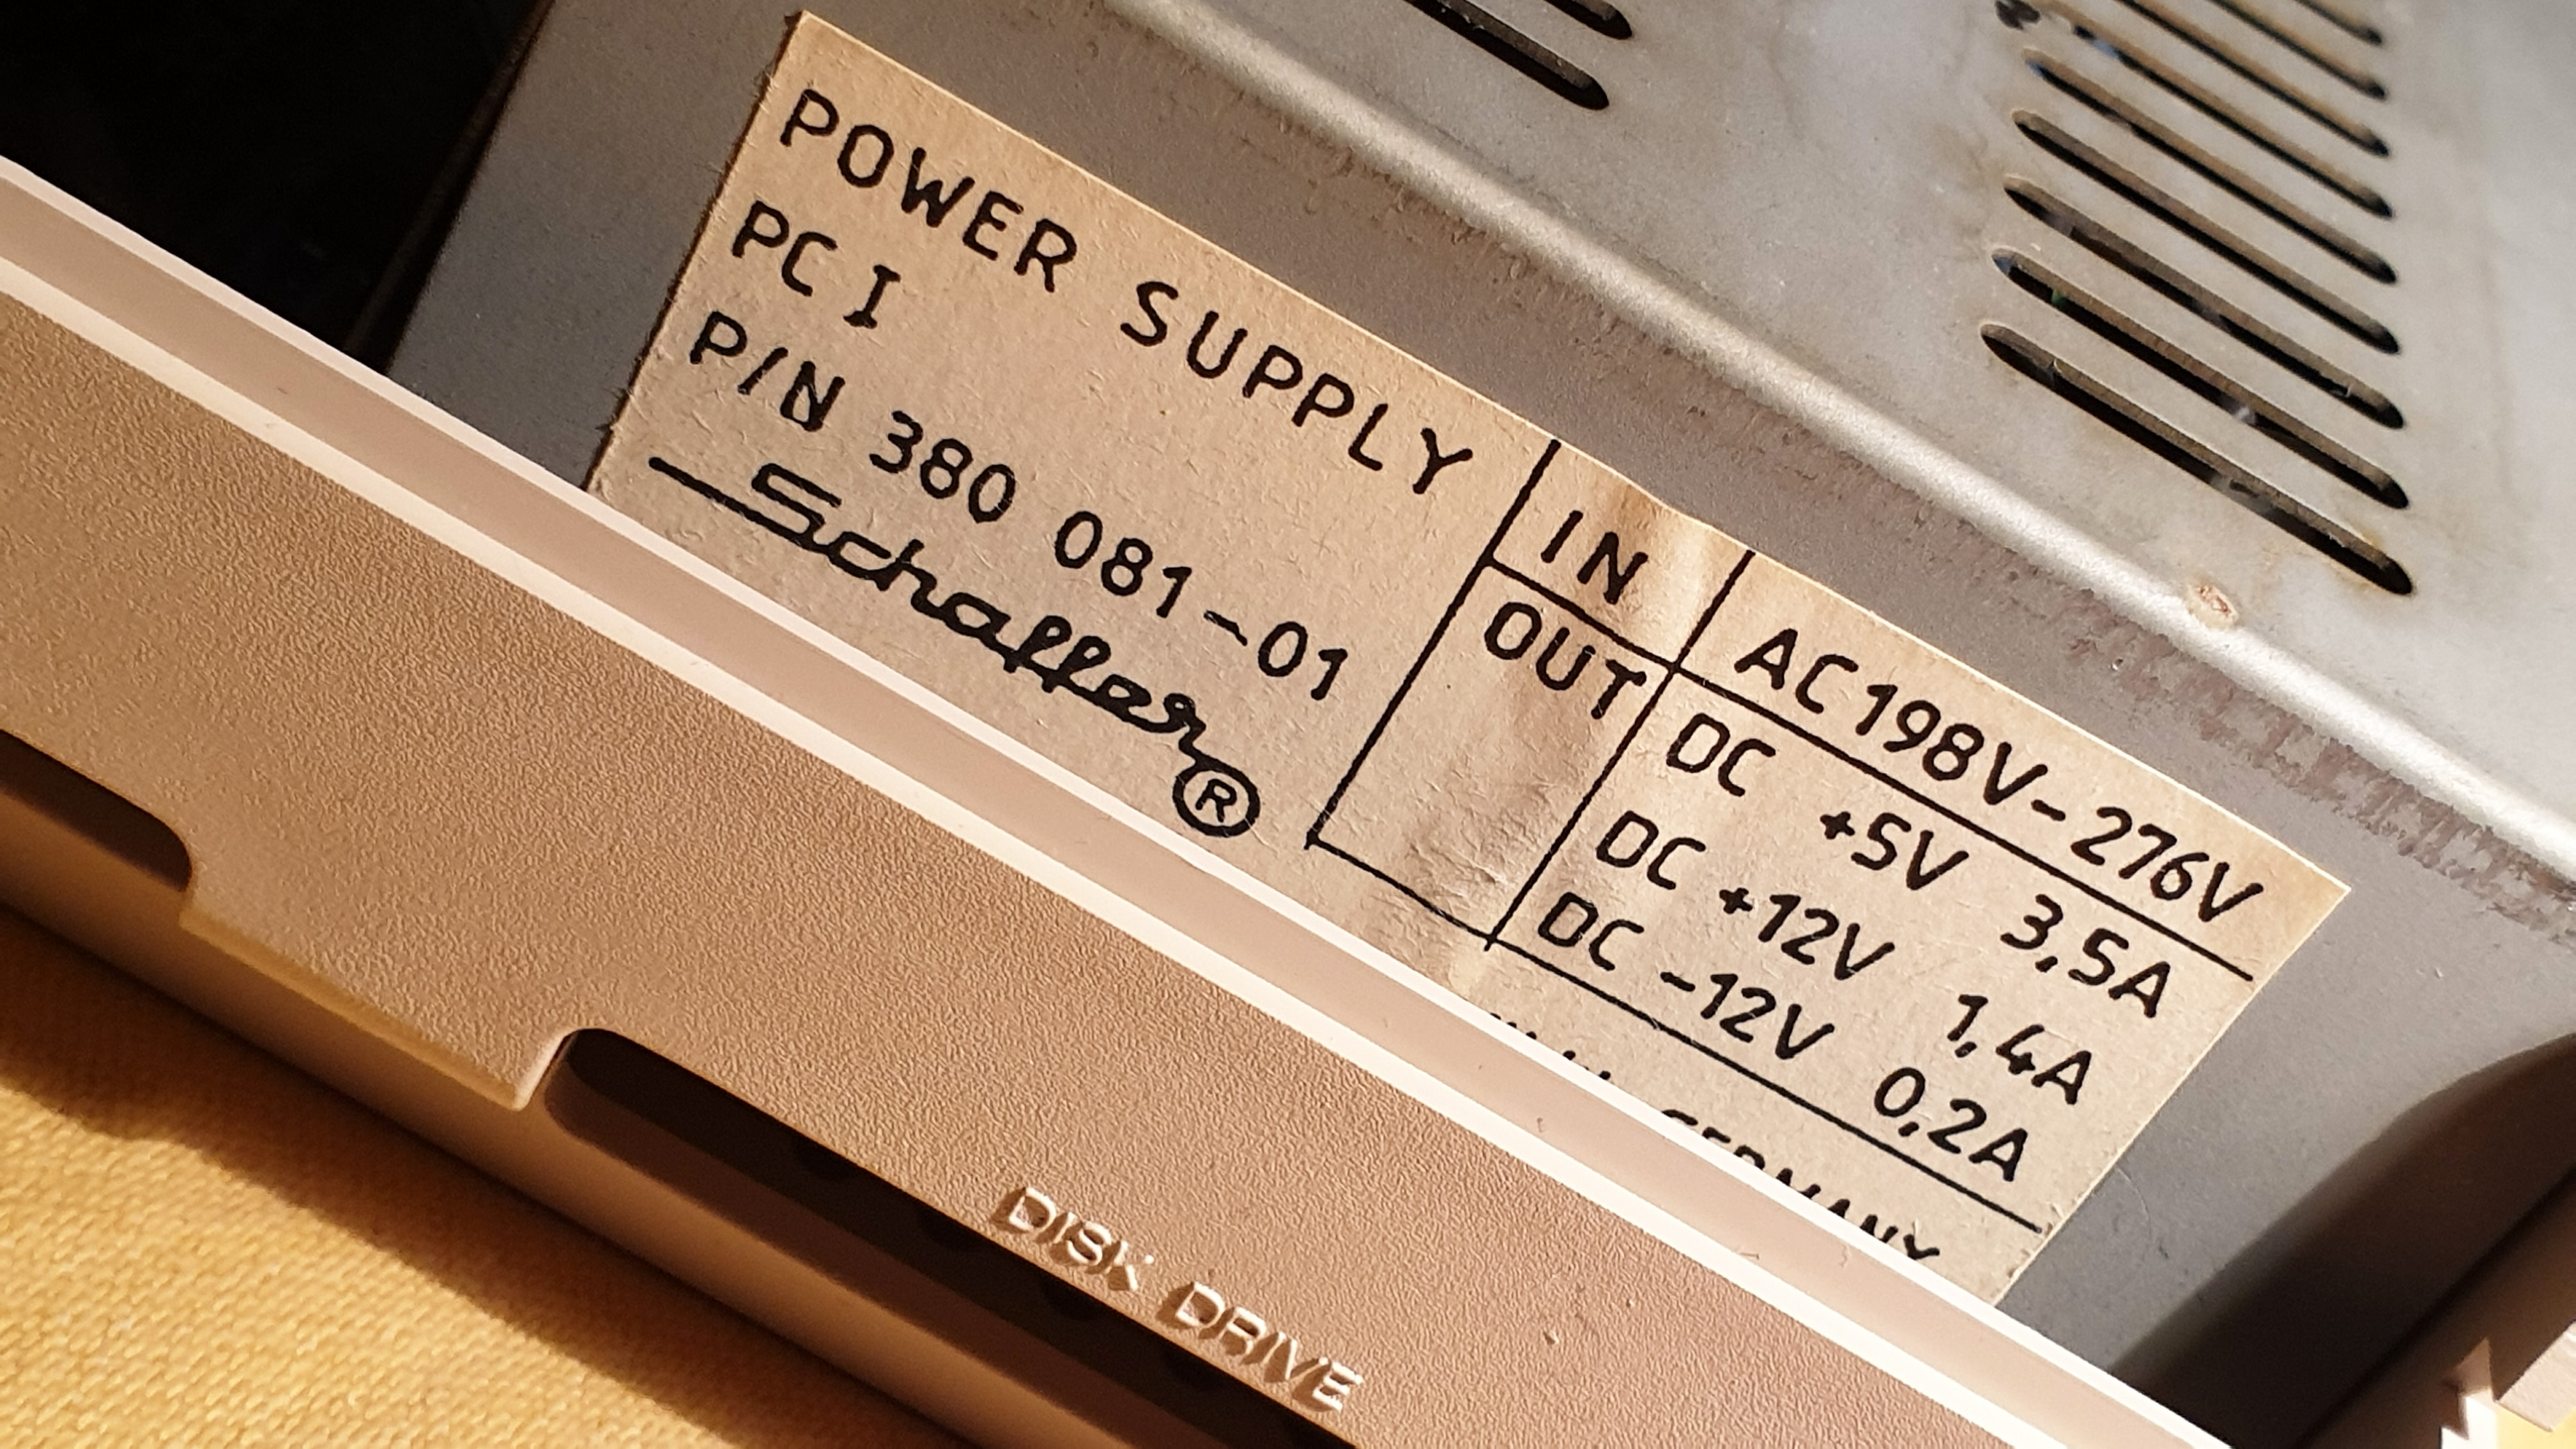 POWER SUPPLY
PC I
P/N 380 081-01
Schaffer ®
IN AC198V-276V
OUT DC +5V 3,5A
DC +12V 1,4A
DC -12V 0,2A
GERMANY
DISK DRIVE